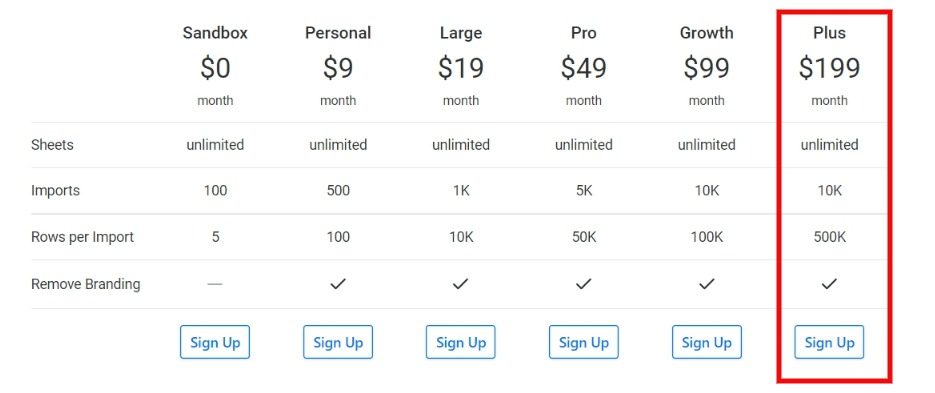 Sandbox Personal Large Pro Growth Plus
$0 $9 $19 $49 $99 $199
month month month month month month
Sheets unlimited unlimited unlimited unlimited unlimited unlimited
Imports 100 500 1K 5K 10K 10K
Rows per Import 5 100 10K 50K 100K 500K
Remove Branding — ✓ ✓ ✓ ✓ ✓
Sign Up Sign Up Sign Up Sign Up Sign Up Sign Up